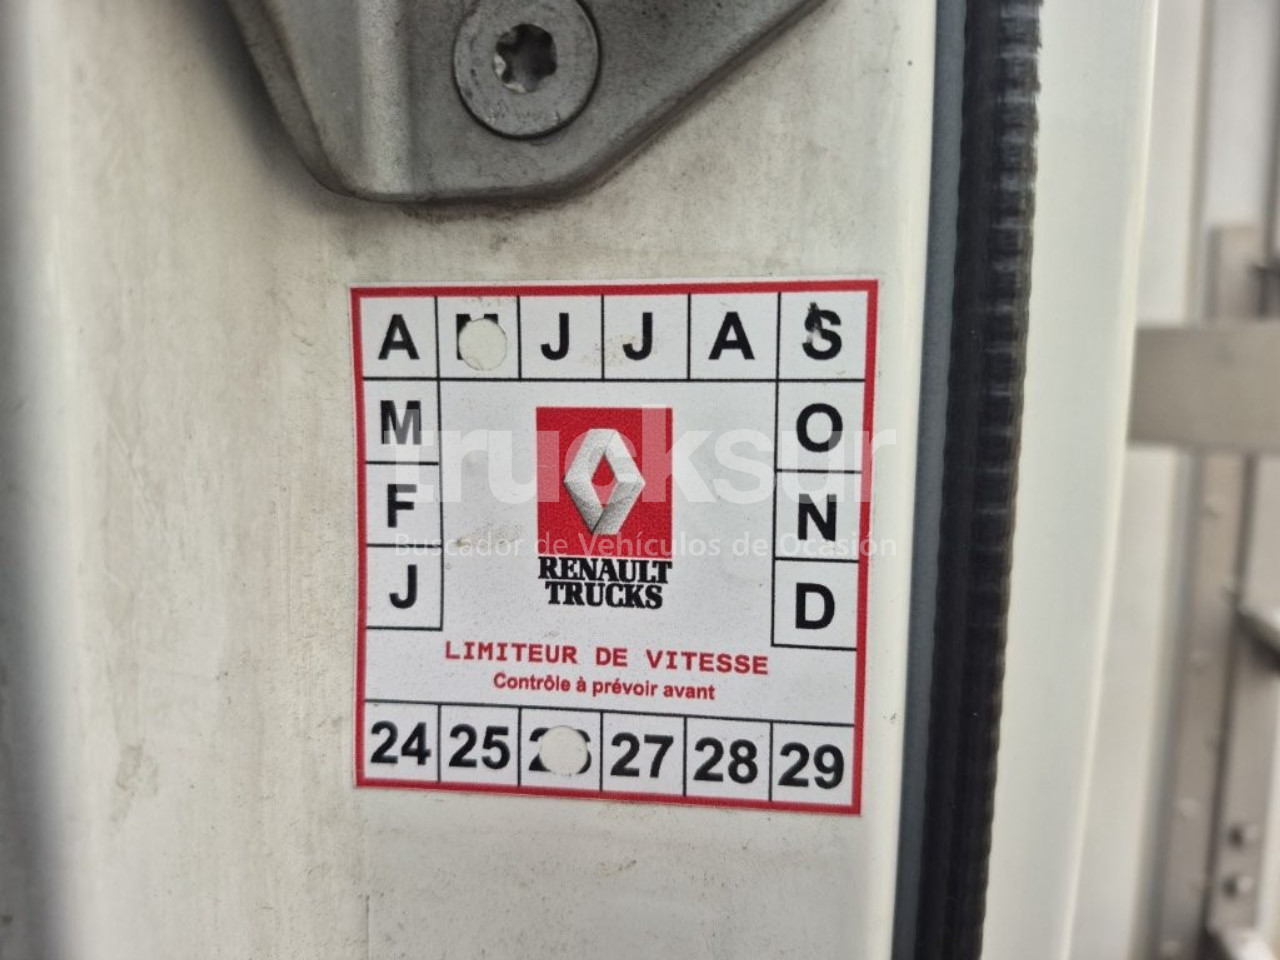 A M J J A S
M O
F N
J D
trucksur
Buscador de Vehículos de Ocasión
RENAULT
TRUCKS
LIMITEUR DE VITESSE
Contrôle à prévoir avant
24 25 26 27 28 29